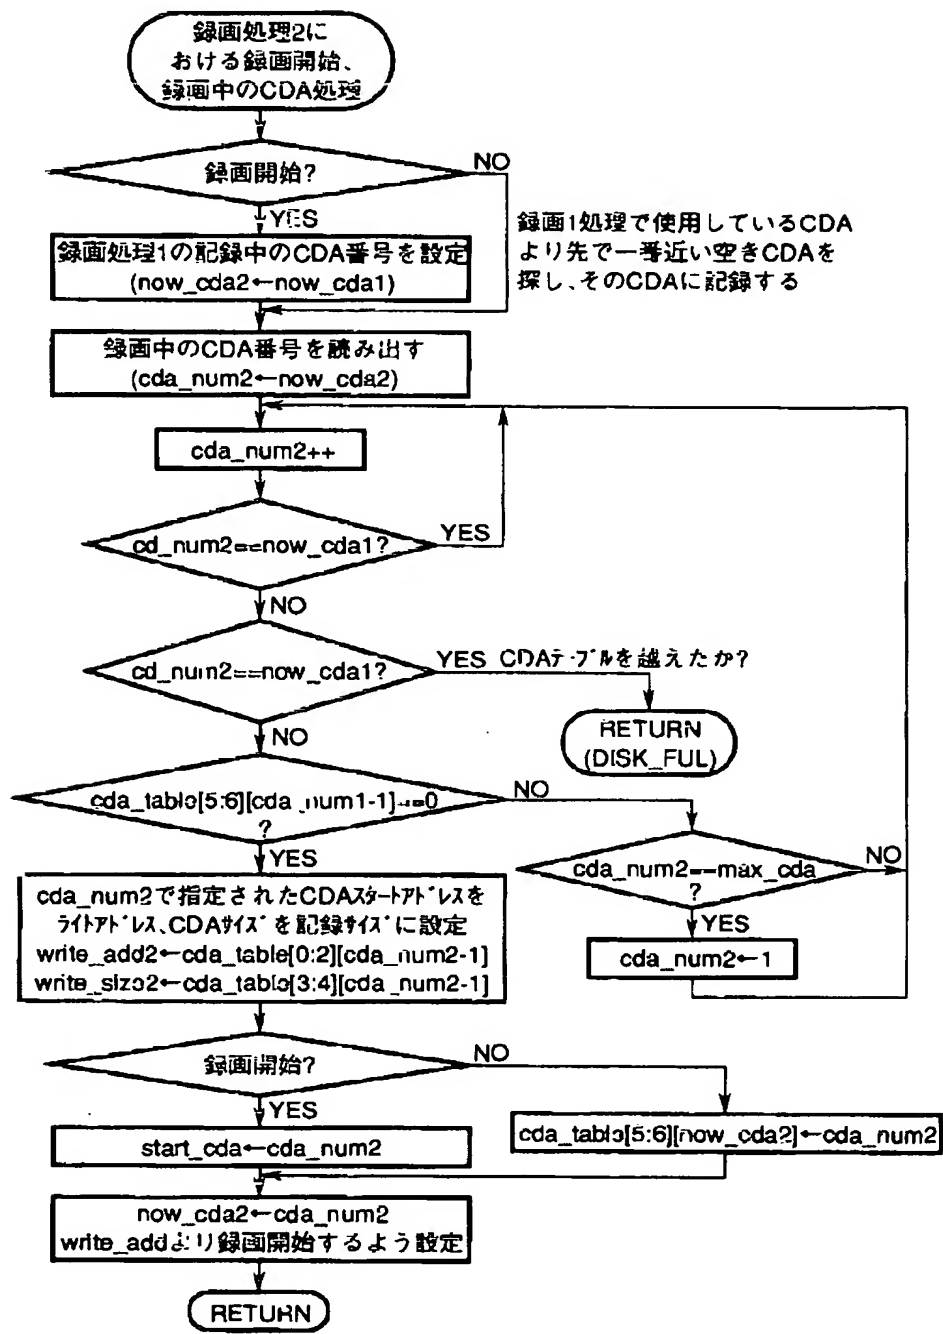 録画処理2に
おける録画開始、
録画中のCDA処理
録画開始?
NO
YES
録画1処理で使用しているCDA
より先で一番近い空きCDAを
探し、そのCDAに記録する
録画処理1の記録中のCDA番号を設定
(now_cda2←now_cda1)
録画中のCDA番号を読み出す
(cda_num2←now_cda2)
cda_num2++
cd_num2==now_cda1?
YES
NO
cd_num2==now_cda1?
YES CDAテーブルを越えたか?
RETURN
(DISK_FUL)
NO
cda_table[5:6][cda_num1-1]==0
?
NO
YES
cda_num2==max_cda
?
NO
YES
cda_num2←1
cda_num2で指定されたCDAスタートアドレスを
ライトアドレス、CDAサイズを記録サイズに設定
write_add2←cda_table[0:2][cda_num2-1]
write_size2←cda_table[3:4][cda_num2-1]
録画開始?
NO
YES
start_cda←cda_num2
cda_table[5:6][now_cda2]←cda_num2
now_cda2←cda_num2
write_addより録画開始するよう設定
RETURN